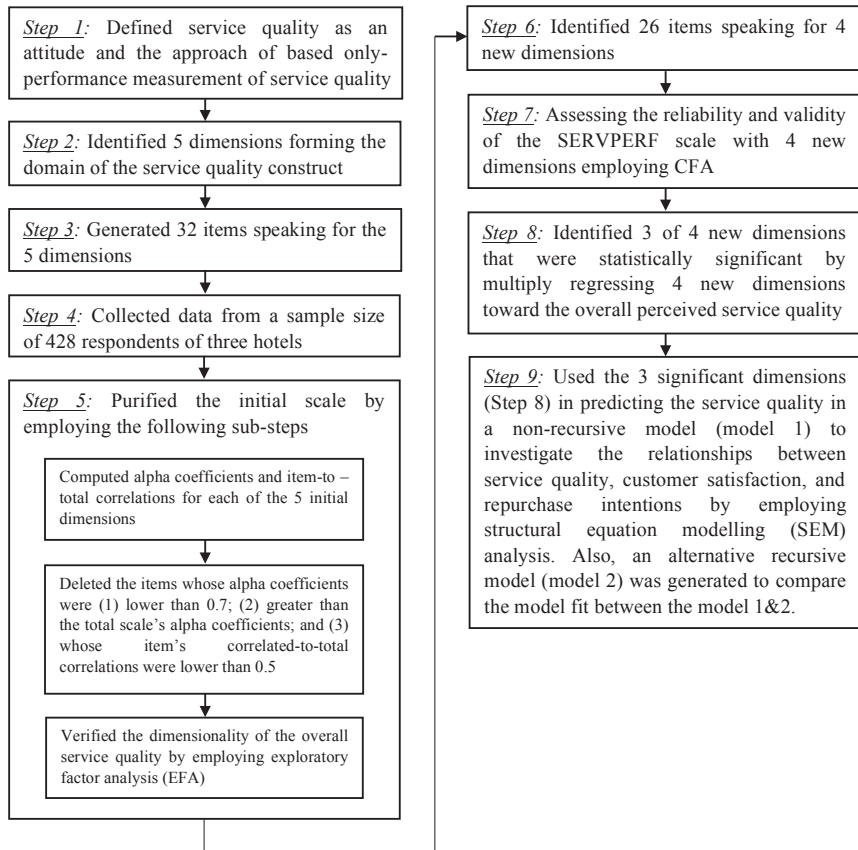 Step 1: Defined service quality as an
attitude and the approach of based only-
performance measurement of service quality
Step 2: Identified 5 dimensions forming the
domain of the service quality construct
Step 3: Generated 32 items speaking for the
5 dimensions
Step 4: Collected data from a sample size
of 428 respondents of three hotels
Step 5: Purified the initial scale by
employing the following sub-steps
Computed alpha coefficients and item-to –
total correlations for each of the 5 initial
dimensions
Deleted the items whose alpha coefficients
were (1) lower than 0.7; (2) greater than
the total scale’s alpha coefficients; and (3)
whose item’s correlated-to-total
correlations were lower than 0.5
Verified the dimensionality of the overall
service quality by employing exploratory
factor analysis (EFA)
Step 6: Identified 26 items speaking for 4
new dimensions
Step 7: Assessing the reliability and validity
of the SERVPERF scale with 4 new
dimensions employing CFA
Step 8: Identified 3 of 4 new dimensions
that were statistically significant by
multiply regressing 4 new dimensions
toward the overall perceived service quality
Step 9: Used the 3 significant dimensions
(Step 8) in predicting the service quality in
a non-recursive model (model 1) to
investigate the relationships between
service quality, customer satisfaction, and
repurchase intentions by employing
structural equation modelling (SEM)
analysis. Also, an alternative recursive
model (model 2) was generated to compare
the model fit between the model 1&2.